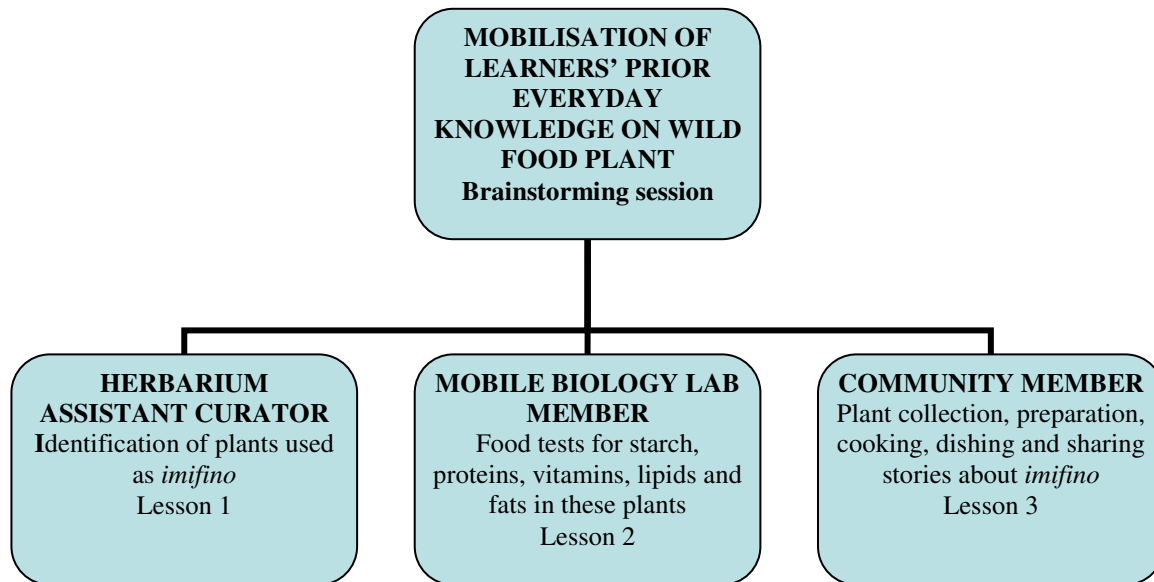 MOBILISATION OF
LEARNERS' PRIOR
EVERYDAY
KNOWLEDGE ON WILD
FOOD PLANT
Brainstorming session
HERBARIUM
ASSISTANT CURATOR
Identification of plants used
as imifino
Lesson 1
MOBILE BIOLOGY LAB
MEMBER
Food tests for starch,
proteins, vitamins, lipids and
fats in these plants
Lesson 2
COMMUNITY MEMBER
Plant collection, preparation,
cooking, dishing and sharing
stories about imifino
Lesson 3